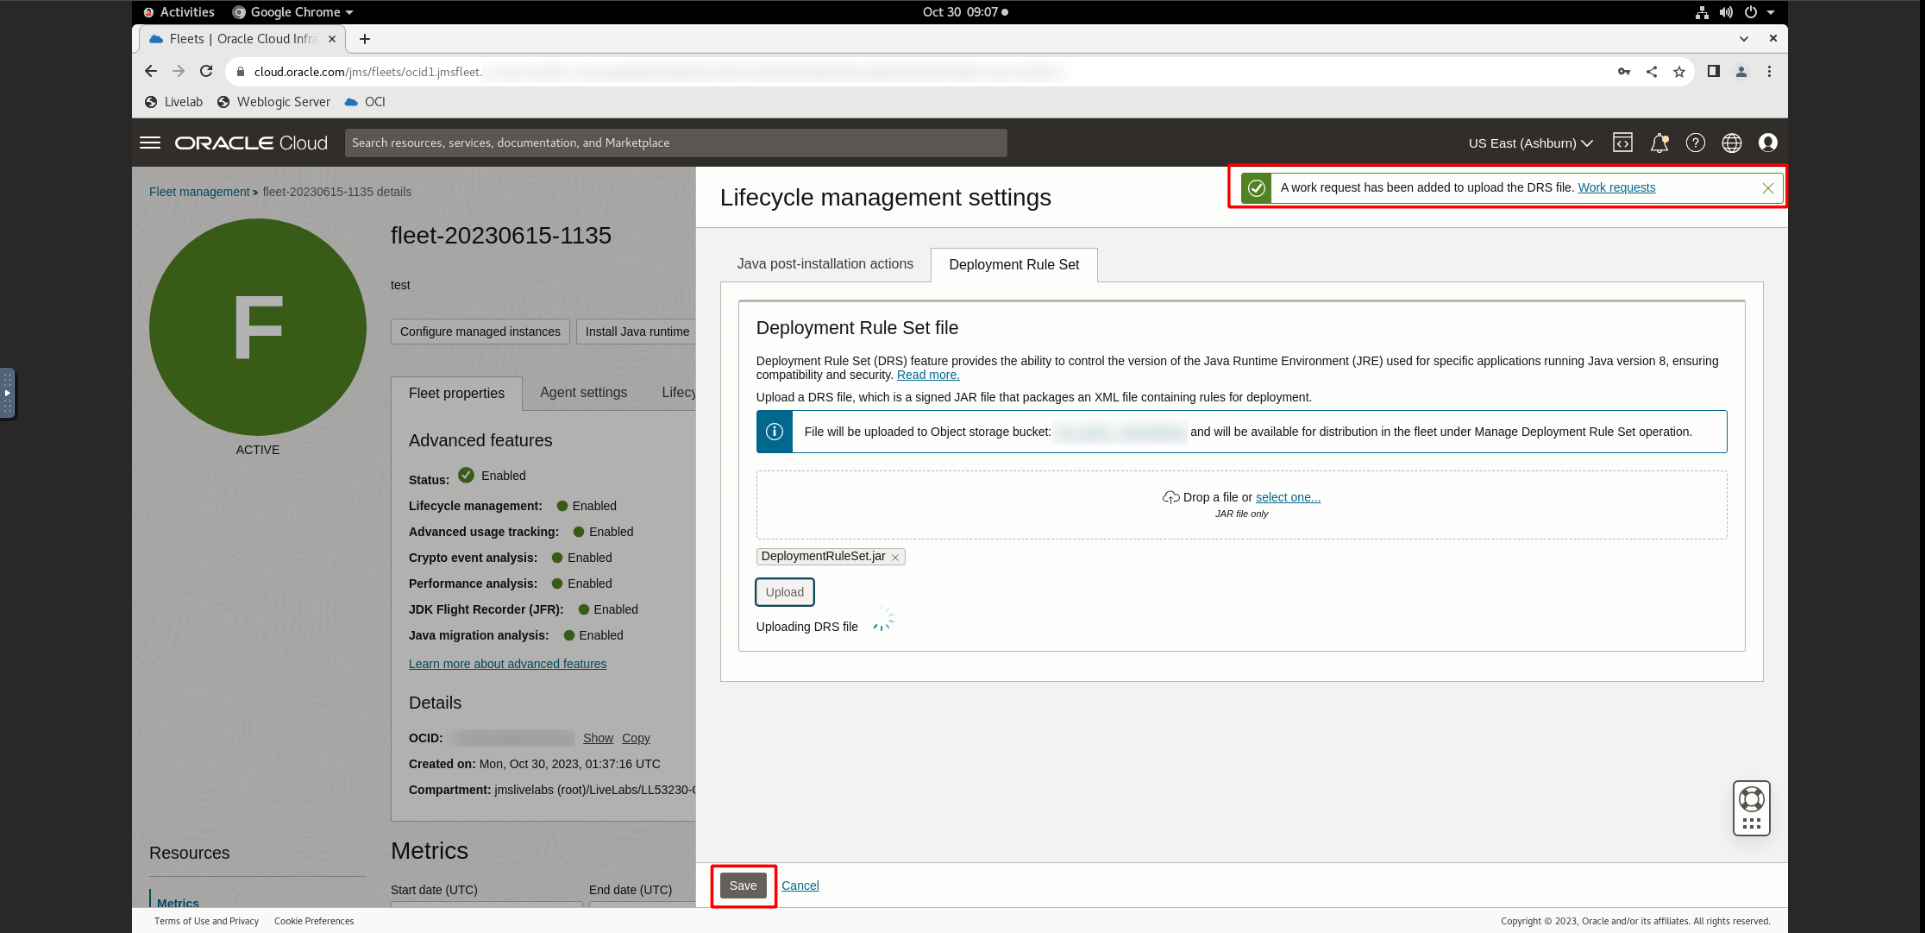 Activities
Google Chrome
Oct 30 09:07
Fleets | Oracle Cloud Infra
cloud.oracle.com/jms/fleets/ocid1.jmsfleet.
Livelab
Weblogic Server
OCI
ORACLE Cloud
Search resources, services, documentation, and Marketplace
US East (Ashburn)
Fleet management » fleet-20230615-1135 details
F
ACTIVE
fleet-20230615-1135
test
Configure managed instances
Install Java runtime
Fleet properties
Agent settings
Lifecy
Advanced features
Status: Enabled
Lifecycle management: Enabled
Advanced usage tracking: Enabled
Crypto event analysis: Enabled
Performance analysis: Enabled
JDK Flight Recorder (JFR): Enabled
Java migration analysis: Enabled
Learn more about advanced features
Details
OCID: Show Copy
Created on: Mon, Oct 30, 2023, 01:37:16 UTC
Compartment: jmslivelabs (root)/LiveLabs/LL53230-
Resources
Metrics
Metrics
Start date (UTC)
End date (UTC)
Lifecycle management settings
A work request has been added to upload the DRS file. Work requests
Java post-installation actions
Deployment Rule Set
Deployment Rule Set file
Deployment Rule Set (DRS) feature provides the ability to control the version of the Java Runtime Environment (JRE) used for specific applications running Java version 8, ensuring
compatibility and security. Read more.
Upload a DRS file, which is a signed JAR file that packages an XML file containing rules for deployment.
File will be uploaded to Object storage bucket: and will be available for distribution in the fleet under Manage Deployment Rule Set operation.
Drop a file or select one...
JAR file only
DeploymentRuleSet.jar
Upload
Uploading DRS file
Save
Cancel
Terms of Use and Privacy
Cookie Preferences
Copyright © 2023, Oracle and/or its affiliates. All rights reserved.